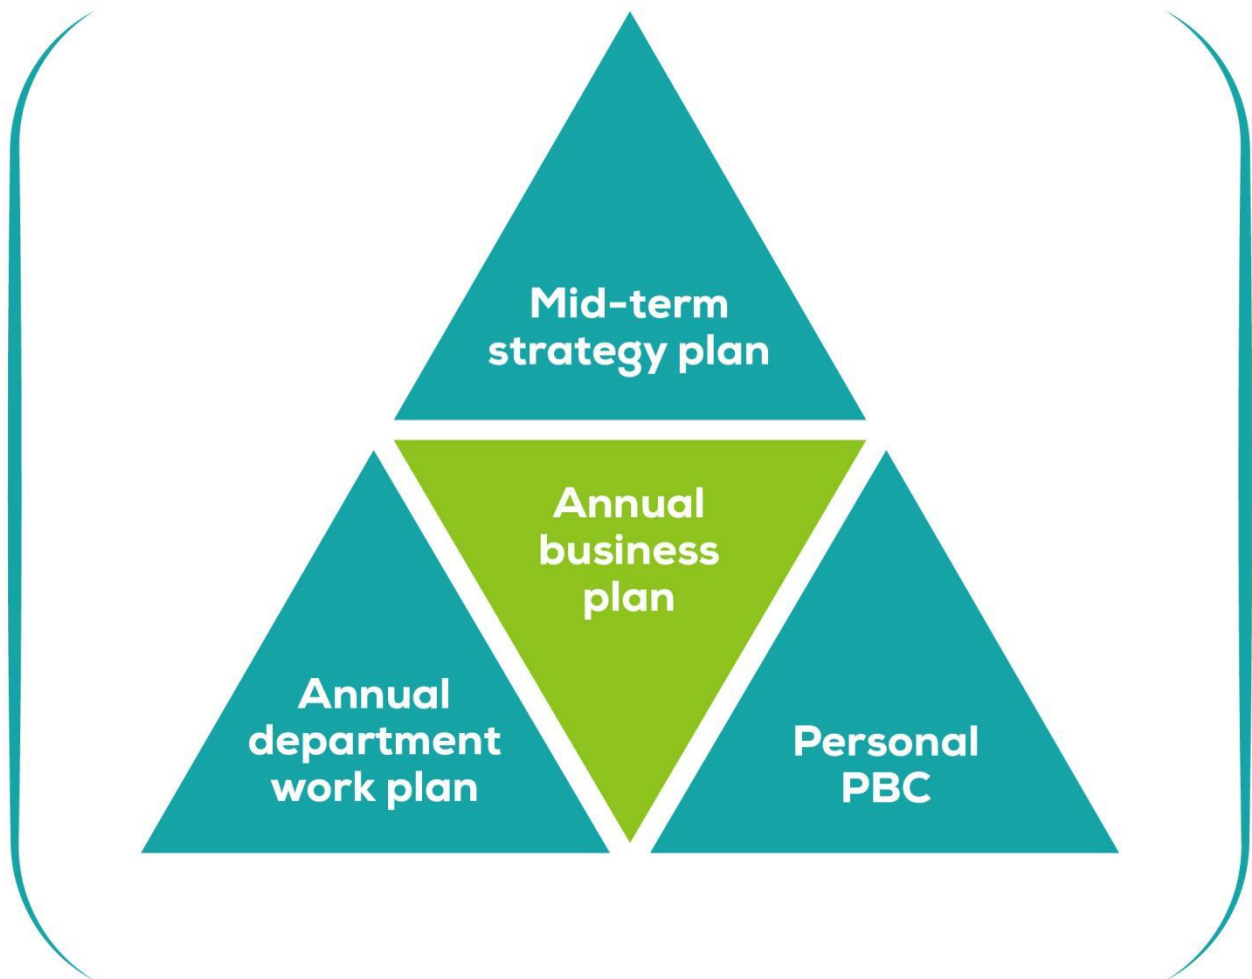 Mid-term
strategy plan
Annual
business
plan
Annual
department
work plan
Personal
PBC